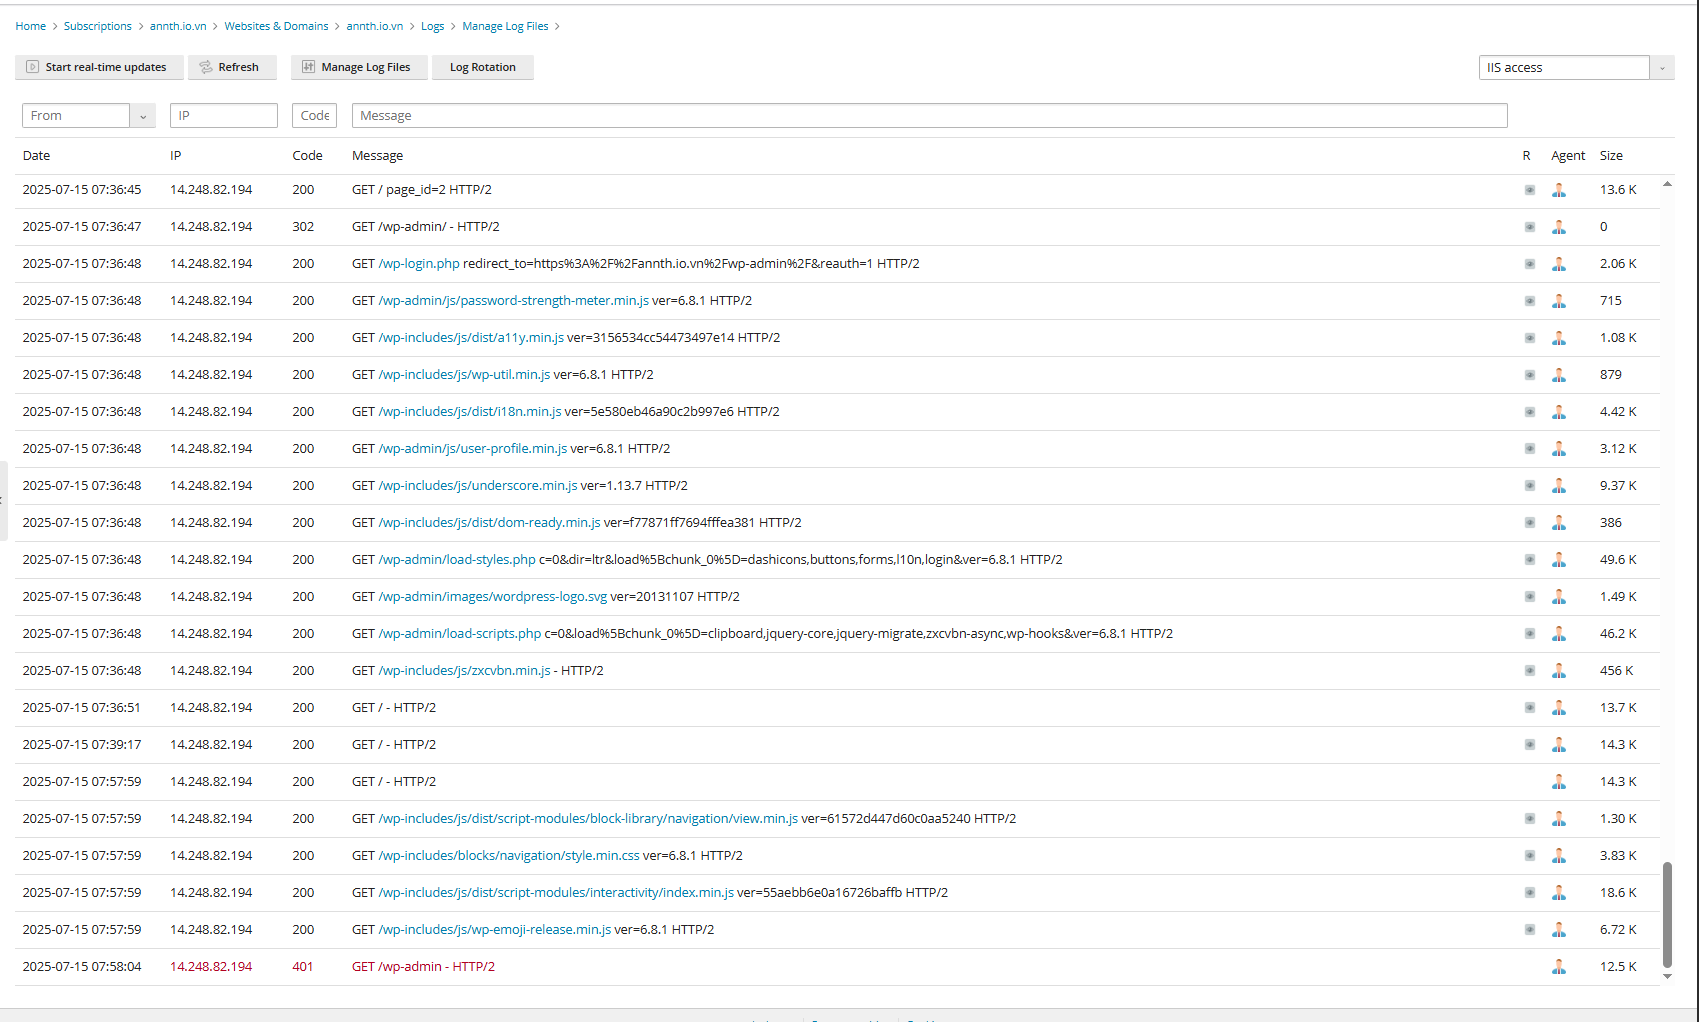 Home > Subscriptions > annth.io.vn > Websites & Domains > annth.io.vn > Logs > Manage Log Files >
Start real-time updates Refresh Manage Log Files Log Rotation IIS access
From IP Code Message
Date IP Code Message R Agent Size
2025-07-15 07:36:45 14.248.82.194 200 GET / page_id=2 HTTP/2 13.6 K
2025-07-15 07:36:47 14.248.82.194 302 GET /wp-admin/ - HTTP/2 0
2025-07-15 07:36:48 14.248.82.194 200 GET /wp-login.php redirect_to=https%3A%2F%2Fannth.io.vn%2Fwp-admin%2F&reauth=1 HTTP/2 2.06 K
2025-07-15 07:36:48 14.248.82.194 200 GET /wp-admin/js/password-strength-meter.min.js ver=6.8.1 HTTP/2 715
2025-07-15 07:36:48 14.248.82.194 200 GET /wp-includes/js/dist/a11y.min.js ver=3156534cc54473497e14 HTTP/2 1.08 K
2025-07-15 07:36:48 14.248.82.194 200 GET /wp-includes/js/wp-util.min.js ver=6.8.1 HTTP/2 879
2025-07-15 07:36:48 14.248.82.194 200 GET /wp-includes/js/dist/i18n.min.js ver=5e580eb46a90c2b997e6 HTTP/2 4.42 K
2025-07-15 07:36:48 14.248.82.194 200 GET /wp-admin/js/user-profile.min.js ver=6.8.1 HTTP/2 3.12 K
2025-07-15 07:36:48 14.248.82.194 200 GET /wp-includes/js/underscore.min.js ver=1.13.7 HTTP/2 9.37 K
2025-07-15 07:36:48 14.248.82.194 200 GET /wp-includes/js/dist/dom-ready.min.js ver=f77871ff7694fffea381 HTTP/2 386
2025-07-15 07:36:48 14.248.82.194 200 GET /wp-admin/load-styles.php c=0&dir=ltr&load%5Bchunk_0%5D=dashicons,buttons,forms,l10n,login&ver=6.8.1 HTTP/2 49.6 K
2025-07-15 07:36:48 14.248.82.194 200 GET /wp-admin/images/wordpress-logo.svg ver=20131107 HTTP/2 1.49 K
2025-07-15 07:36:48 14.248.82.194 200 GET /wp-admin/load-scripts.php c=0&load%5Bchunk_0%5D=clipboard,jquery-core,jquery-migrate,zxcvbn-async,wp-hooks&ver=6.8.1 HTTP/2 46.2 K
2025-07-15 07:36:48 14.248.82.194 200 GET /wp-includes/js/zxcvbn.min.js - HTTP/2 456 K
2025-07-15 07:36:51 14.248.82.194 200 GET / - HTTP/2 13.7 K
2025-07-15 07:39:17 14.248.82.194 200 GET / - HTTP/2 14.3 K
2025-07-15 07:57:59 14.248.82.194 200 GET / - HTTP/2 14.3 K
2025-07-15 07:57:59 14.248.82.194 200 GET /wp-includes/js/dist/script-modules/block-library/navigation/view.min.js ver=61572d447d60c0aa5240 HTTP/2 1.30 K
2025-07-15 07:57:59 14.248.82.194 200 GET /wp-includes/blocks/navigation/style.min.css ver=6.8.1 HTTP/2 3.83 K
2025-07-15 07:57:59 14.248.82.194 200 GET /wp-includes/js/dist/script-modules/interactivity/index.min.js ver=55aebb6e0a16726baffb HTTP/2 18.6 K
2025-07-15 07:57:59 14.248.82.194 200 GET /wp-includes/js/wp-emoji-release.min.js ver=6.8.1 HTTP/2 6.72 K
2025-07-15 07:58:04 14.248.82.194 401 GET /wp-admin - HTTP/2 12.5 K